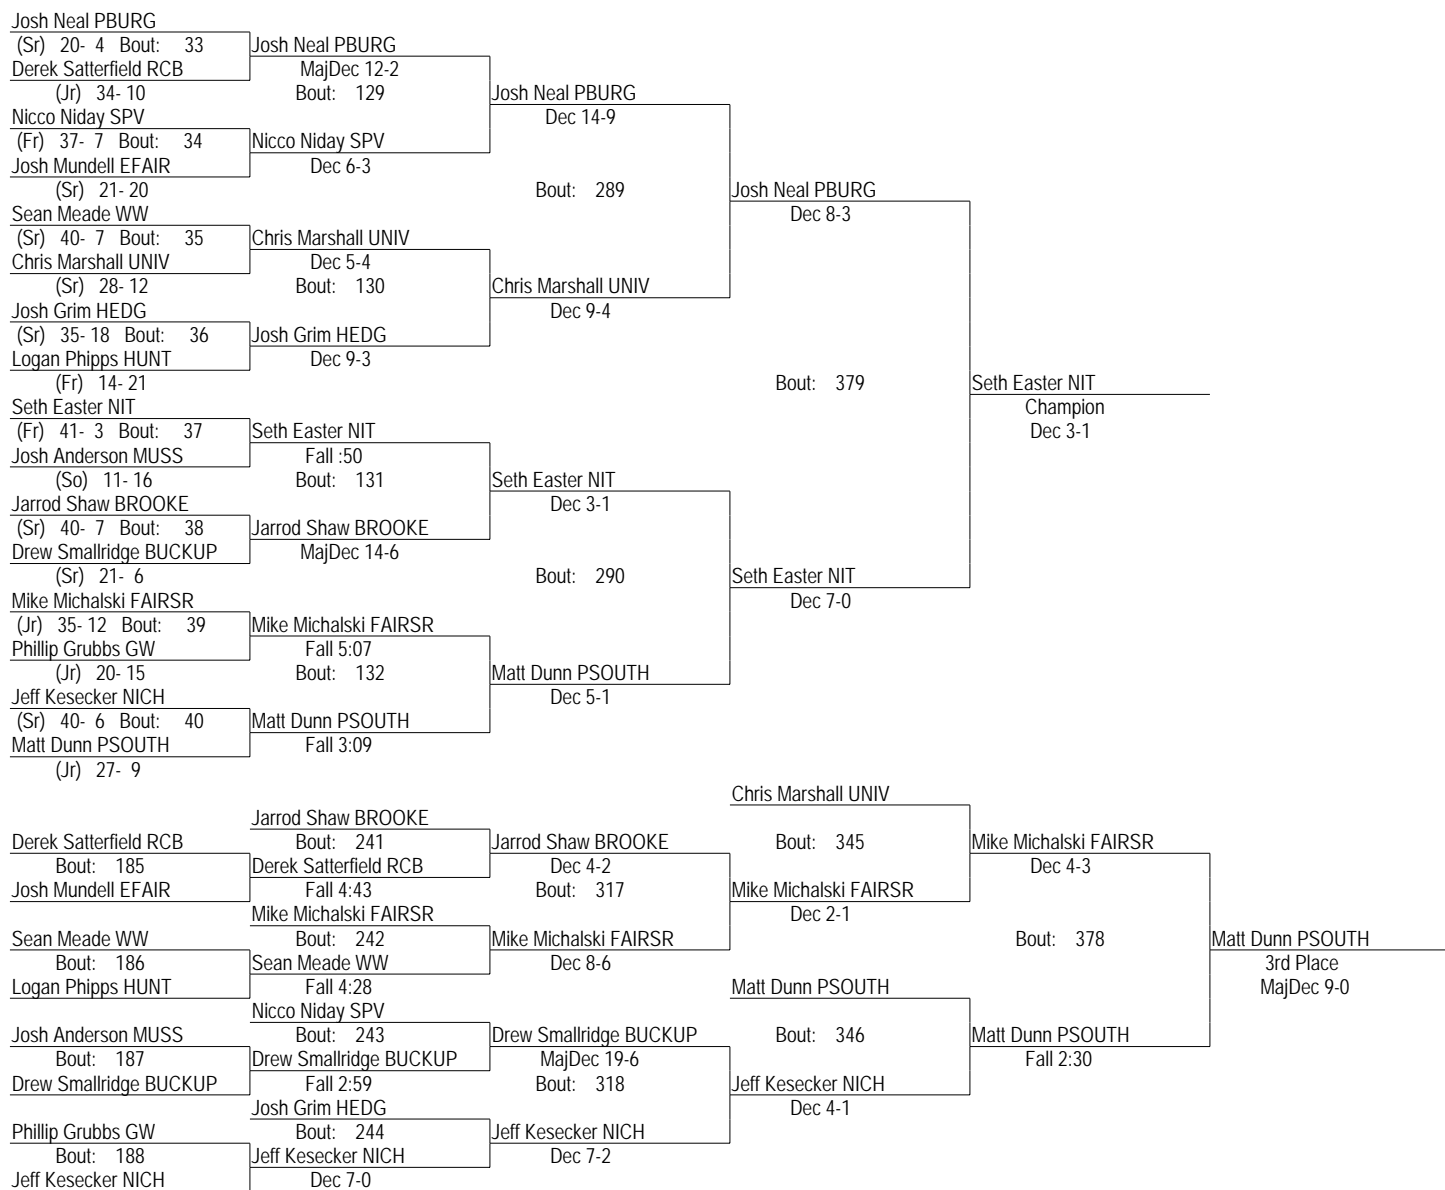 Josh Neal PBURG
(Sr) 20- 4 Bout: 33 Josh Neal PBURG
Derek Satterfield RCB MajDec 12-2
(Jr) 34- 10 Bout: 129 Josh Neal PBURG
Nicco Niday SPV Dec 14-9
(Fr) 37- 7 Bout: 34 Nicco Niday SPV
Josh Mundell EFAIR Dec 6-3
(Sr) 21- 20 Bout: 289 Josh Neal PBURG
Sean Meade WW Dec 8-3
(Sr) 40- 7 Bout: 35 Chris Marshall UNIV
Chris Marshall UNIV Dec 5-4
(Sr) 28- 12 Bout: 130 Chris Marshall UNIV
Josh Grim HEDG Dec 9-4
(Sr) 35- 18 Bout: 36 Josh Grim HEDG
Logan Phipps HUNT Dec 9-3
(Fr) 14- 21 Bout: 379 Seth Easter NIT
Seth Easter NIT Champion
(Fr) 41- 3 Bout: 37 Seth Easter NIT Dec 3-1
Josh Anderson MUSS Fall :50
(So) 11- 16 Bout: 131 Seth Easter NIT
Jarrod Shaw BROOKE Dec 3-1
(Sr) 40- 7 Bout: 38 Jarrod Shaw BROOKE
Drew Smallridge BUCKUP MajDec 14-6
(Sr) 21- 6 Bout: 290 Seth Easter NIT
Mike Michalski FAIRSR Dec 7-0
(Jr) 35- 12 Bout: 39 Mike Michalski FAIRSR
Phillip Grubbs GW Fall 5:07
(Jr) 20- 15 Bout: 132 Matt Dunn PSOUTH
Jeff Kesecker NICH Dec 5-1
(Sr) 40- 6 Bout: 40 Matt Dunn PSOUTH
Matt Dunn PSOUTH Fall 3:09
(Jr) 27- 9
Chris Marshall UNIV
Jarrod Shaw BROOKE
Derek Satterfield RCB Bout: 241 Jarrod Shaw BROOKE Bout: 345 Mike Michalski FAIRSR
Bout: 185 Derek Satterfield RCB Dec 4-2 Dec 4-3
Josh Mundell EFAIR Fall 4:43 Bout: 317 Mike Michalski FAIRSR
Mike Michalski FAIRSR Dec 2-1
Sean Meade WW Bout: 242 Mike Michalski FAIRSR Bout: 378 Matt Dunn PSOUTH
Bout: 186 Sean Meade WW Dec 8-6 3rd Place
Logan Phipps HUNT Fall 4:28 Matt Dunn PSOUTH MajDec 9-0
Nicco Niday SPV
Josh Anderson MUSS Bout: 243 Drew Smallridge BUCKUP Bout: 346 Matt Dunn PSOUTH
Bout: 187 Drew Smallridge BUCKUP MajDec 19-6 Fall 2:30
Drew Smallridge BUCKUP Fall 2:59 Bout: 318 Jeff Kesecker NICH
Josh Grim HEDG Dec 4-1
Phillip Grubbs GW Bout: 244 Jeff Kesecker NICH
Bout: 188 Jeff Kesecker NICH Dec 7-2
Jeff Kesecker NICH Dec 7-0